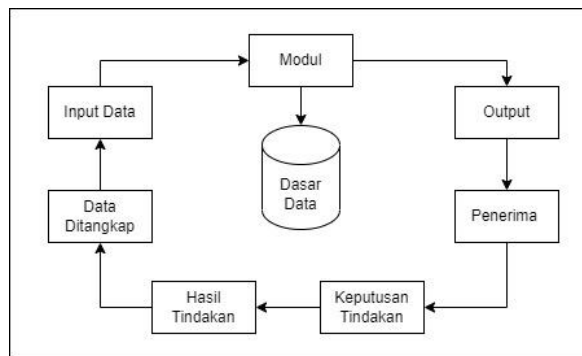 Modul
Input Data
Output
Dasar
Data
Data
Ditangkap
Penerima
Hasil
Tindakan
Keputusan
Tindakan